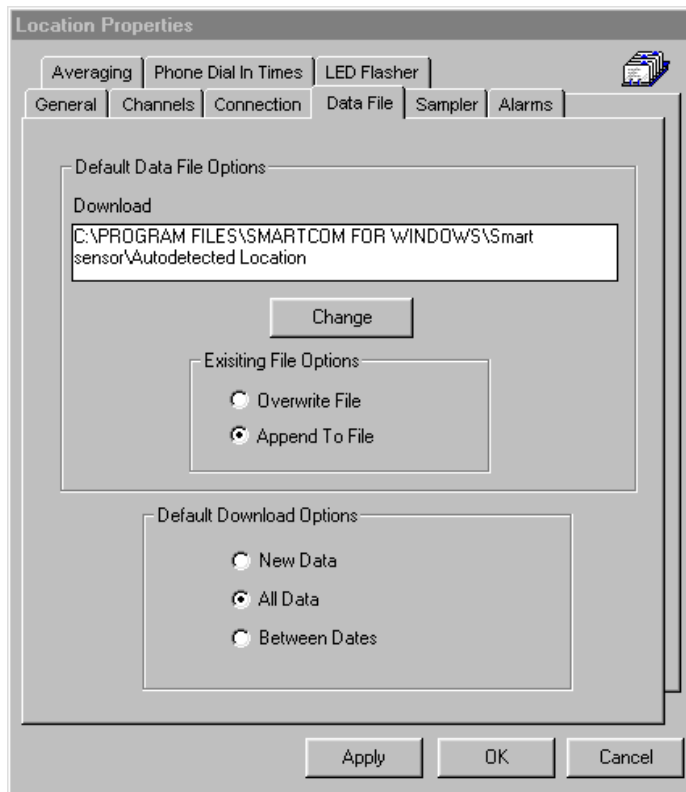 Location Properties
Averaging
Phone Dial In Times
LED Flasher
General
Channels
Connection
Data File
Sampler
Alarms
Default Data File Options
Download
C:\PROGRAM FILES\SMARTCOM FOR WINDOWS\Smart
sensor\Autodetected Location
Change
Exisiting File Options
Overwrite File
Append To File
Default Download Options
New Data
All Data
Between Dates
Apply
OK
Cancel